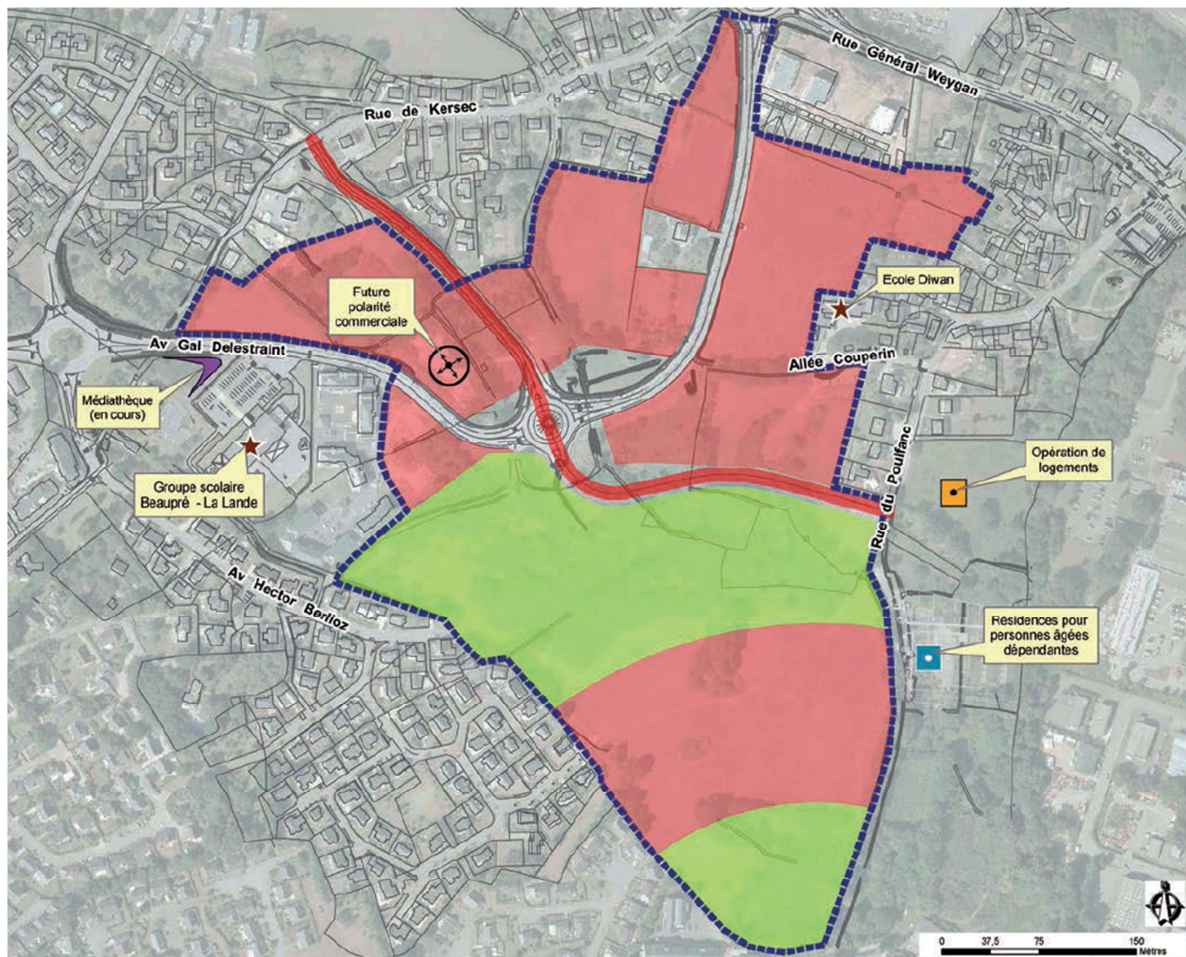 Rue Général Weygan
Rue de Kersec
Ecole Diwan
Future
polarité
commerciale
Av Gal Delestraint
Allée Couperin
Médiathèque
(en cours)
Groupe scolaire
Beaupré - La Lande
Opération de
logements
Rue du Poulfanc
Av Hector Berlioz
Résidences pour
personnes âgées
dépendantes
0 37,5 75 150
Mètres